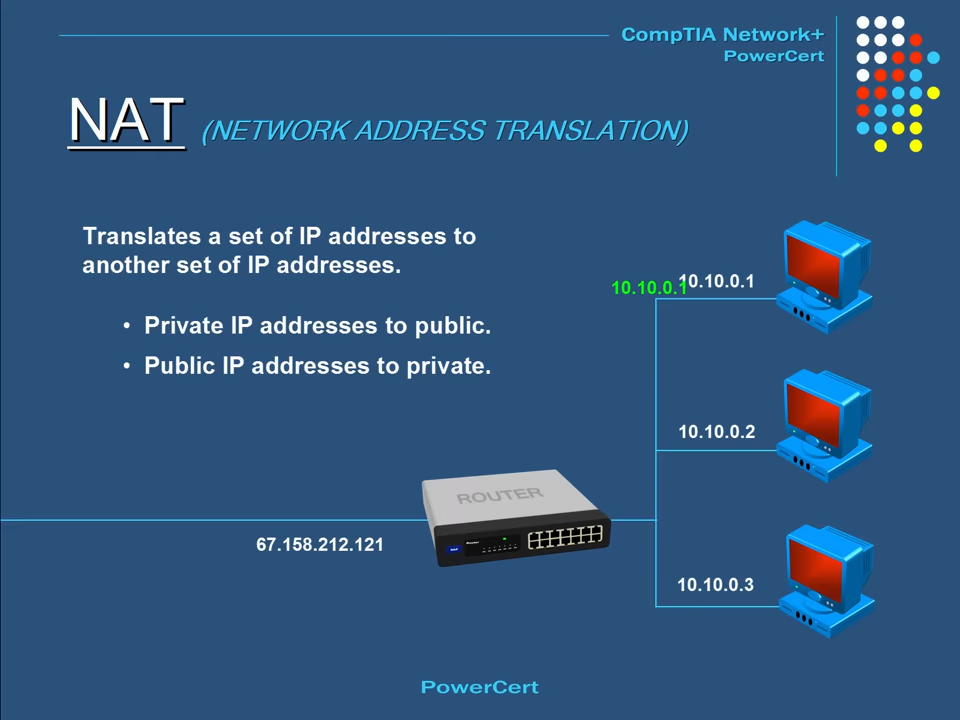 CompTIA Network+
PowerCert
NAT (NETWORK ADDRESS TRANSLATION)
Translates a set of IP addresses to
another set of IP addresses.
• Private IP addresses to public.
• Public IP addresses to private.
10.10.0.1
10.10.0.1
10.10.0.2
ROUTER
67.158.212.121
10.10.0.3
PowerCert